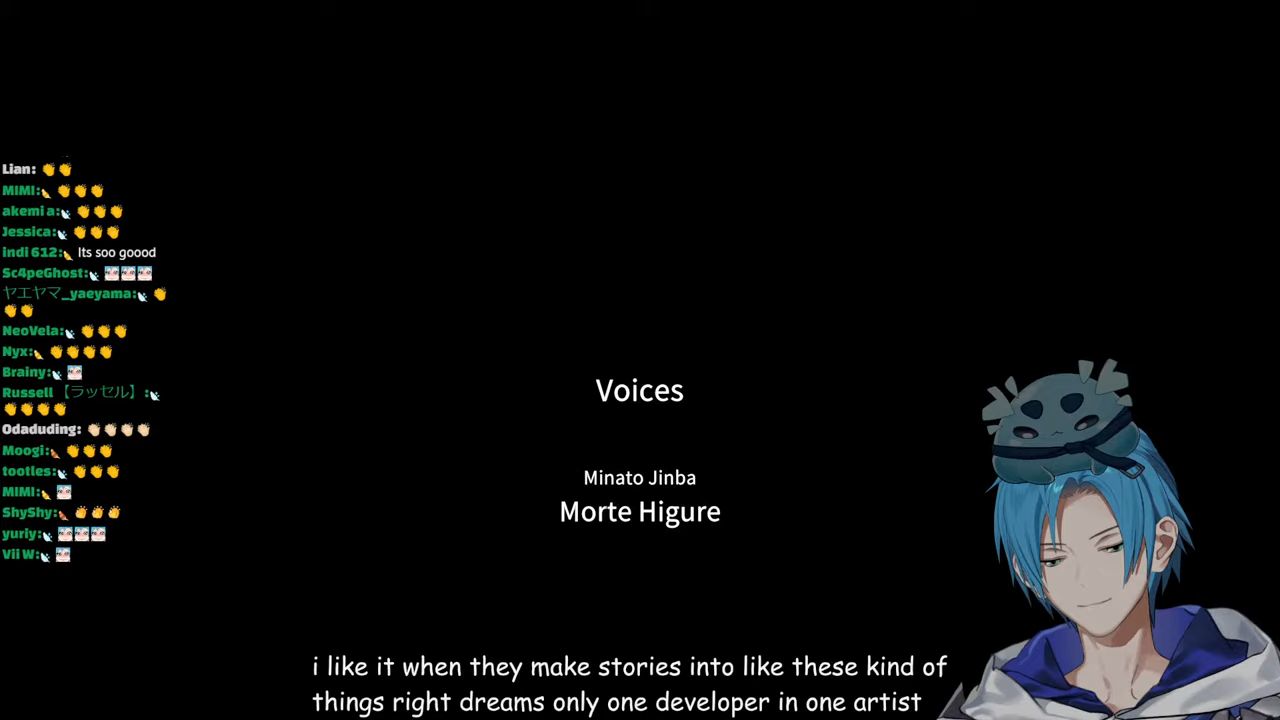 Lian: 👏👏
MIMI: 👏👏👏
akemi a: 👏👏👏
Jessica: 👏👏👏
indi 612: Its soo goood
Sc4peGhost:
ヤエヤマ_yaeyama: 👏
👏👏
NeoVela: 👏👏👏
Nyx: 👏👏👏👏
Brainy:
Russell【ラッセル】:
👏👏👏👏
Odaduding: 👏🏻👏🏻👏🏻👏🏻
Moogi: 👏👏👏
tootles: 👏👏👏
MIMI:
ShyShy: 👏👏👏
yuriy:
Vii W:
Voices
Minato Jinba
Morte Higure
i like it when they make stories into like these kind of
things right dreams only one developer in one artist